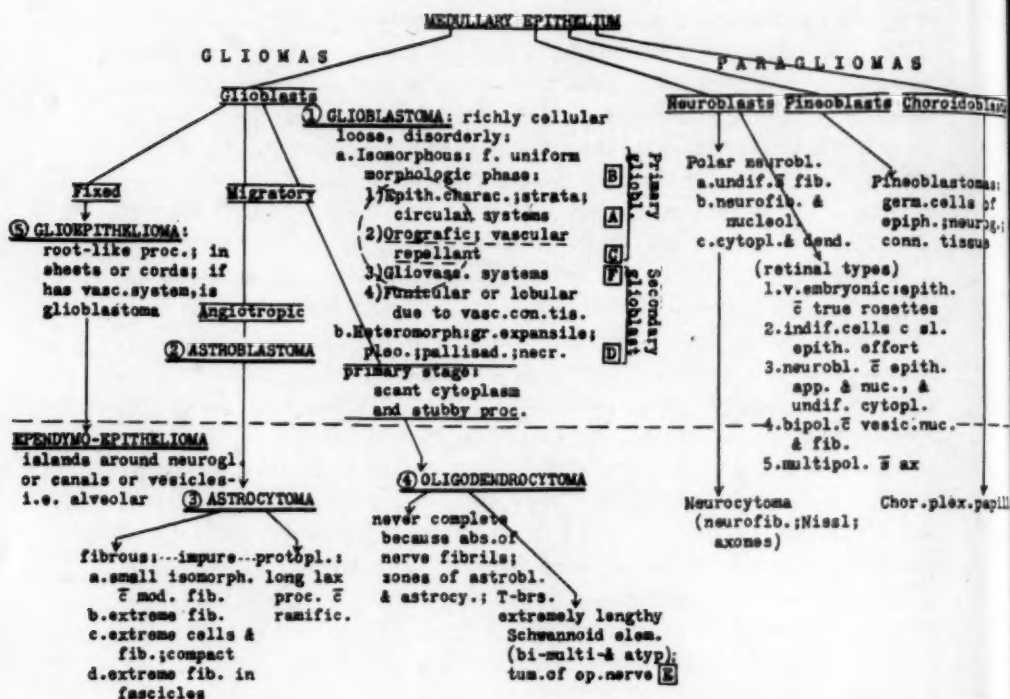 MEDULLARY EPITHELIUM
GLIOMAS
PARAGLIOMAS
Glioblasts
Neuroblasts Pineoblasts Choroidoblast
① GLIOBLASTOMA: richly cellular
loose, disorderly:
a.Isomorphous: f. uniform
morphologic phase:
1)Epith.charac.;strata;
circular systems
2)Orografic; vascular
repellant
3)Gliovasc. systems
4)Funicular or lobular
due to vasc.con.tis.
b.Heteromorph:gr.expansile;
pleo.;pallisad.;necr.
primary stage:
scant cytoplasm
and stubby proc.
B
A
C
F
D
Primary
gliobl.
Secondary
glioblast
Fixed
Migratory
⑤ GLIOEPITHELIOMA:
root-like proc.; in
sheets or cords; if
has vasc.system,is
glioblastoma
Angiotropic
② ASTROBLASTOMA
Polar neurobl.
a.undif.s̄ fib.
b.neurofib. &
nucleol.
c.cytopl.& dend.
Pineoblastomas:
germ.cells of
epiph.;neurog.;
conn. tissue
(retinal types)
1.v.embryonic:epith.
c̄ true rosettes
2.indif.cells c sl.
epith. effort
3.neurobl. c̄ epith.
app. & nuc., &
undif. cytopl.
4.bipol.c̄ vesic.nuc.
& fib.
5.multipol. s̄ ax
EPENDYMO-EPITHELIOMA
islands around neurogl.
or canals or vesicles-
i.e. alveolar
③ ASTROCYTOMA
④ OLIGODENDROCYTOMA
never complete
because abs.of
nerve fibrils;
zones of astrobl.
& astrocy.; T-brs.
Neurocytoma
(neurofib.;Nissl;
axones)
Chor.plex.papill
fibrous:---impure---protopl.:
a.small isomorph. long lax
c̄ mod. fib. proc. c̄
b.extreme fib. ramific.
c.extreme cells &
fib.;compact
d.extreme fib. in
fascicles
extremely lengthy
Schwannoid elem.
(bi-multi-& atyp);
tum.of op.nerve E